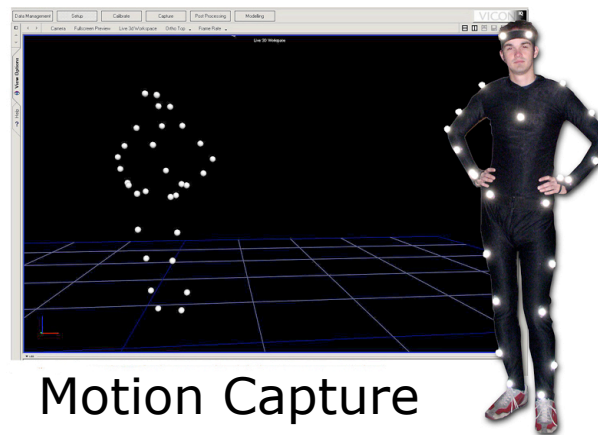 Data Management Setup Calibrate Capture Post Processing Modelling
VICON
Camera Fullscreen Preview Live 3d Workspace Ortho Top Frame Rate
Live 3D Workspace
View Options
Help
Motion Capture